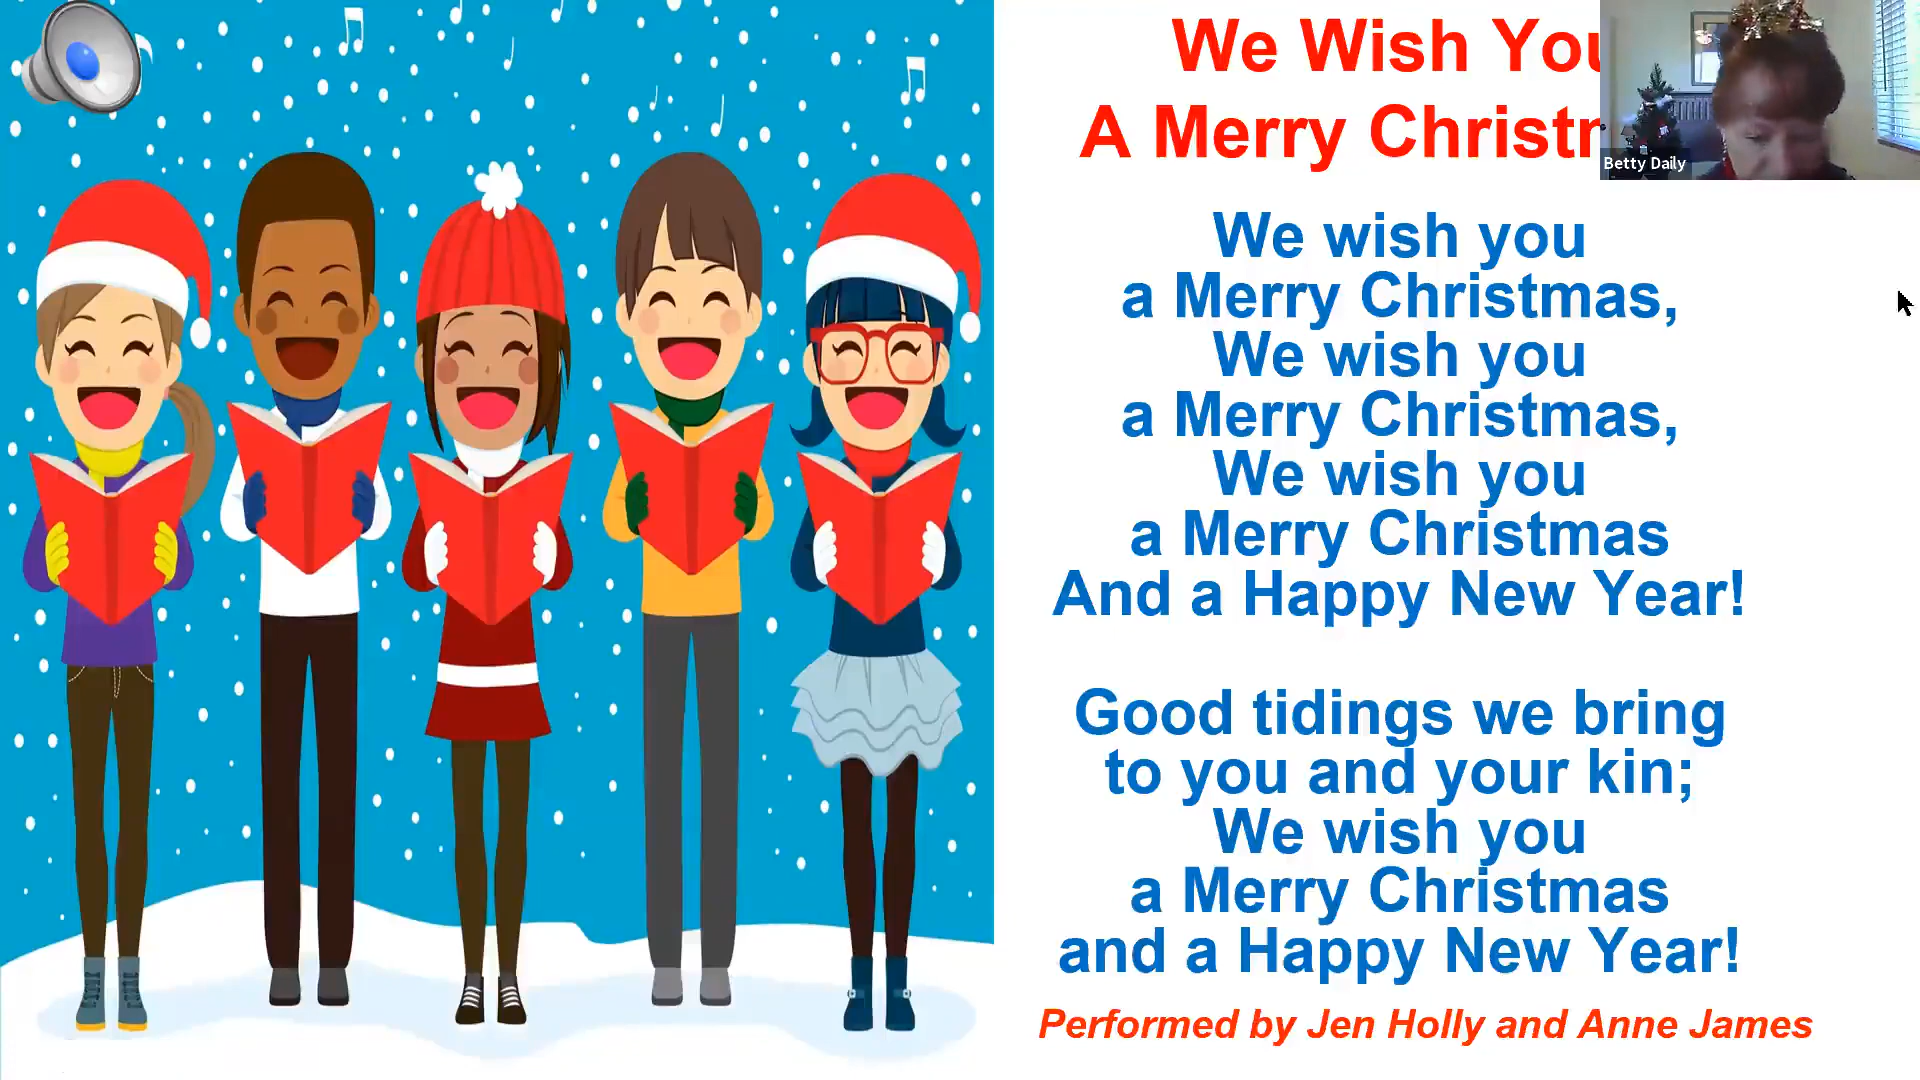 We Wish You
A Merry Christm
Betty Daily
We wish you
a Merry Christmas,
We wish you
a Merry Christmas,
We wish you
a Merry Christmas
And a Happy New Year!
Good tidings we bring
to you and your kin;
We wish you
a Merry Christmas
and a Happy New Year!
Performed by Jen Holly and Anne James